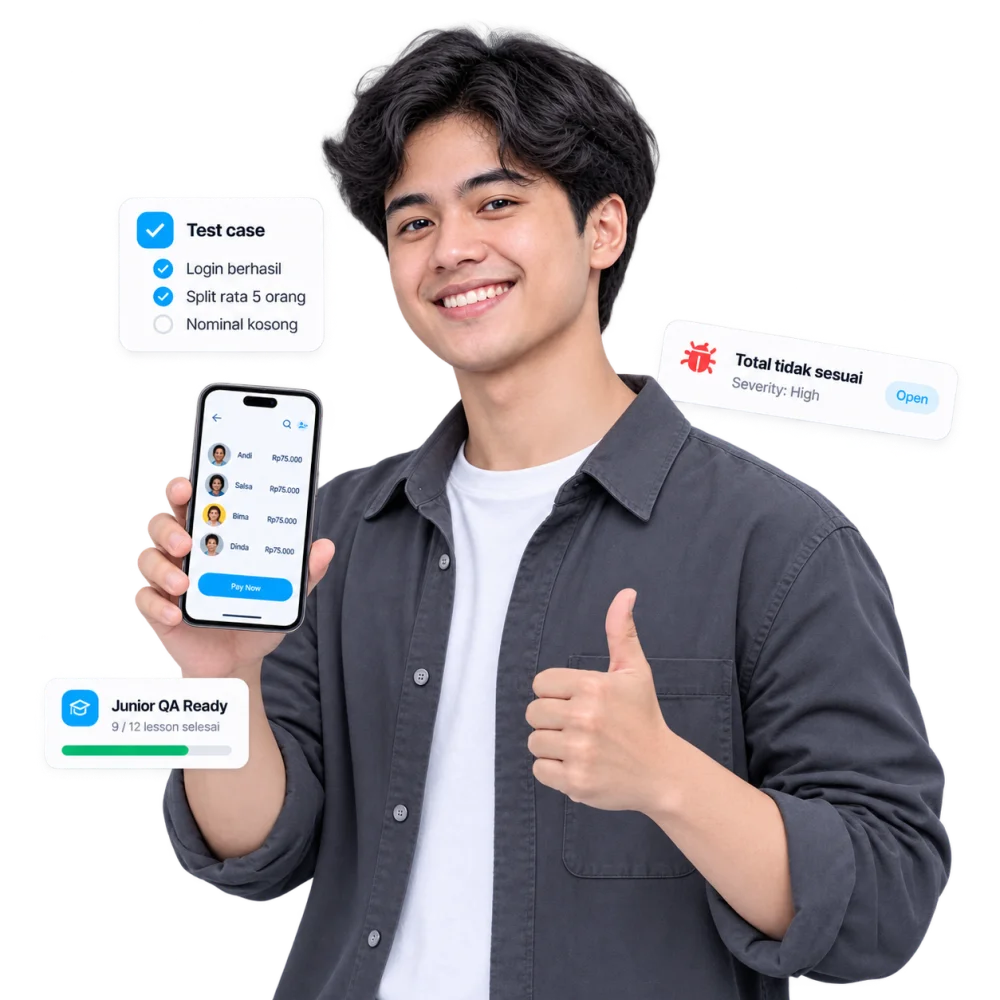 Test case
Login berhasil
Split rata 5 orang
Nominal kosong
Total tidak sesuai
Severity: High
Open
Andi Rp75.000
Salsa Rp75.000
Bima Rp75.000
Dinda Rp75.000
Pay Now
Junior QA Ready
9 / 12 lesson selesai